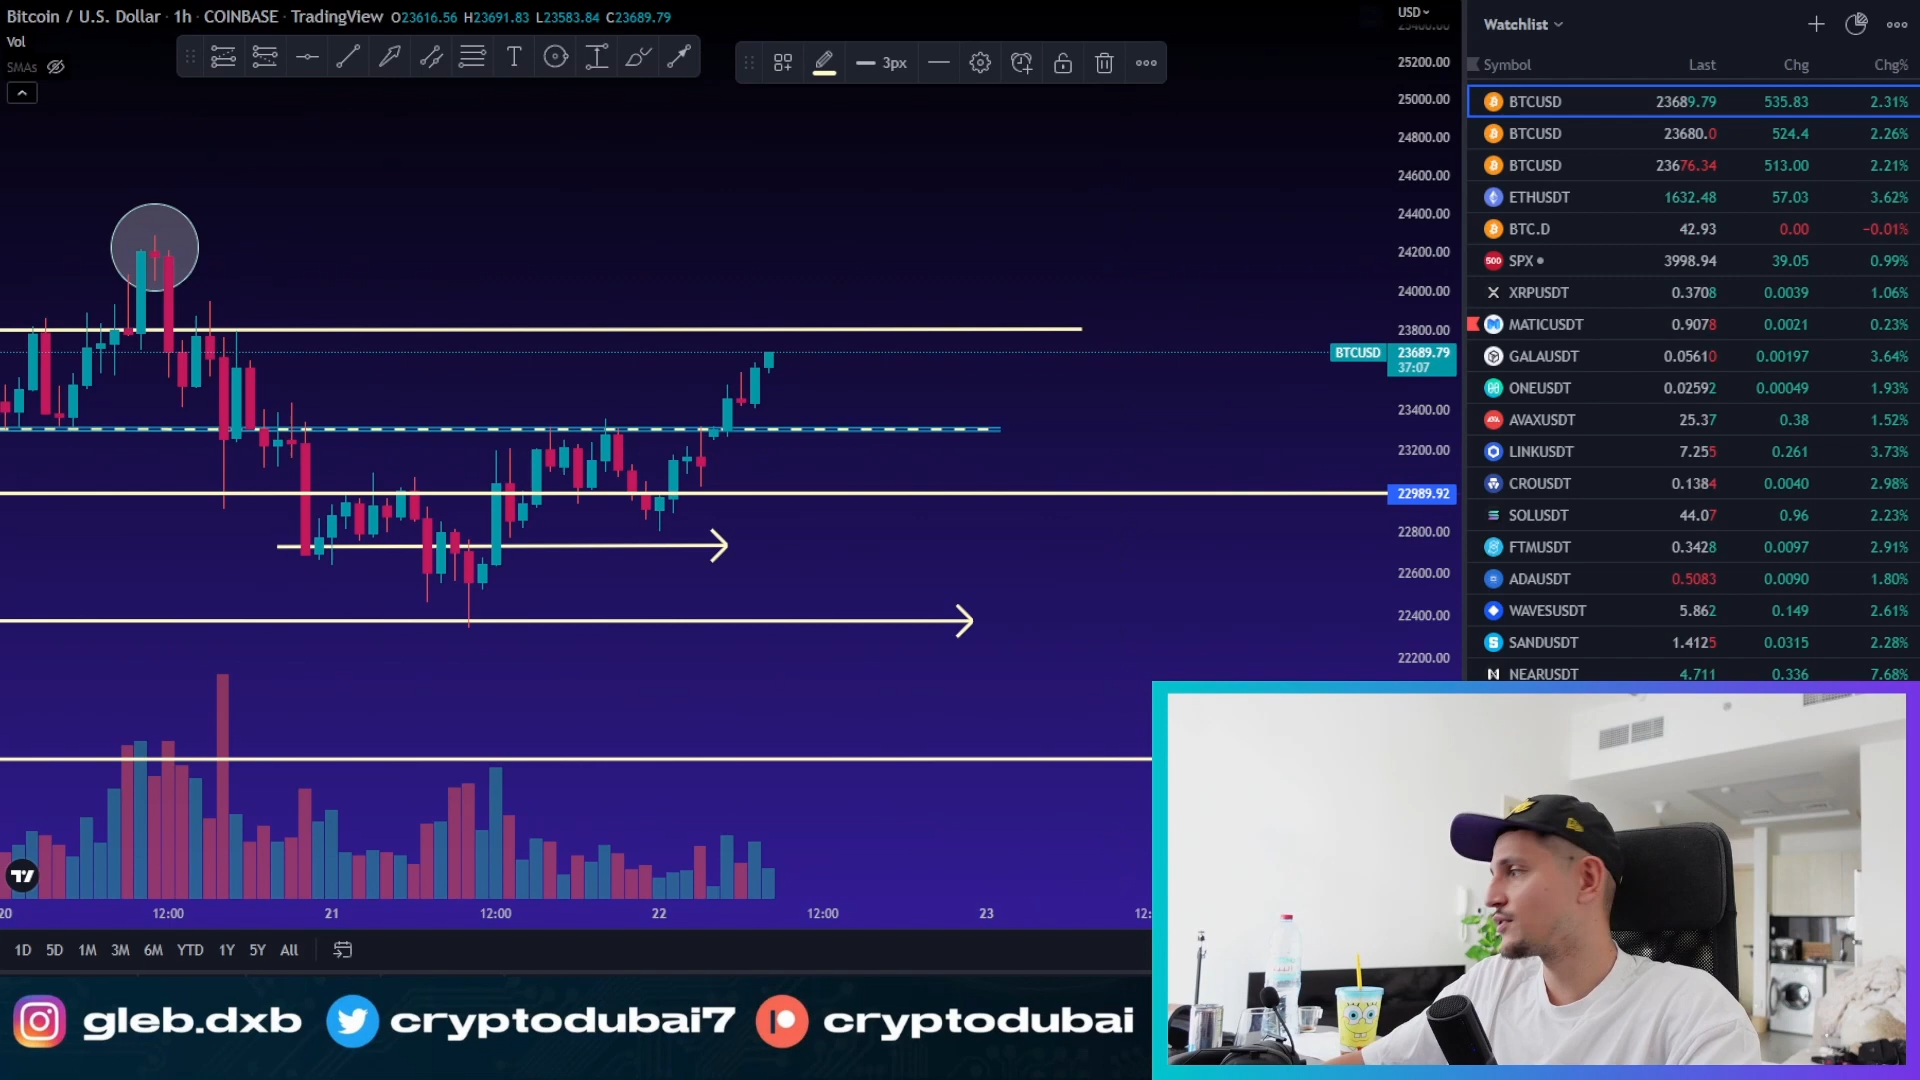 Bitcoin / U.S. Dollar · 1h · COINBASE · TradingView O23616.56 H23691.83 L23583.84 C23689.79
Vol
SMAs
T
3px
USD
25200.00
25000.00
24800.00
24600.00
24400.00
24200.00
24000.00
23800.00
BTCUSD 23689.79
37:07
23400.00
23200.00
22989.92
22800.00
22600.00
22400.00
22200.00
Watchlist
Symbol Last Chg Chg%
BTCUSD 23689.79 535.83 2.31%
BTCUSD 23680.0 524.4 2.26%
BTCUSD 23676.34 513.00 2.21%
ETHUSDT 1632.48 57.03 3.62%
BTC.D 42.93 0.00 −0.01%
500 SPX 3998.94 39.05 0.99%
XRPUSDT 0.3708 0.0039 1.06%
MATICUSDT 0.9078 0.0021 0.23%
GALAUSDT 0.05610 0.00197 3.64%
ONEUSDT 0.02592 0.00049 1.93%
AVAXUSDT 25.37 0.38 1.52%
LINKUSDT 7.255 0.261 3.73%
CROUSDT 0.1384 0.0040 2.98%
SOLUSDT 44.07 0.96 2.23%
FTMUSDT 0.3428 0.0097 2.91%
ADAUSDT 0.5083 0.0090 1.80%
WAVESUSDT 5.862 0.149 2.61%
SANDUSDT 1.4125 0.0315 2.28%
NEARUSDT 4.711 0.336 7.68%
20 12:00 21 12:00 22 12:00 23 12:
1D 5D 1M 3M 6M YTD 1Y 5Y All
gleb.dxb cryptodubai7 cryptodubai